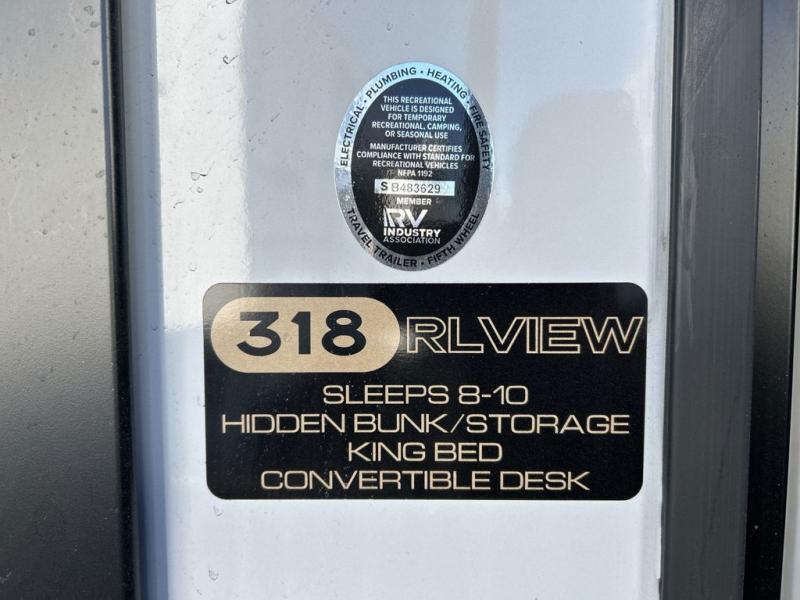 ELECTRICAL • PLUMBING • HEATING • FIRE SAFETY
THIS RECREATIONAL
VEHICLE IS DESIGNED
FOR TEMPORARY
RECREATIONAL, CAMPING,
OR SEASONAL USE
MANUFACTURER CERTIFIES
COMPLIANCE WITH STANDARD FOR
RECREATIONAL VEHICLES
NFPA 1192
S B483629
MEMBER
RV
INDUSTRY
ASSOCIATION
TRAVEL TRAILER • FIFTH WHEEL
318 RLVIEW
SLEEPS 8-10
HIDDEN BUNK/STORAGE
KING BED
CONVERTIBLE DESK